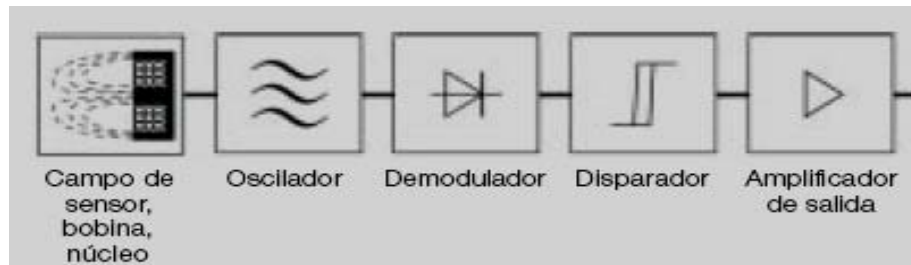 Campo de
sensor,
bobina,
núcleo
Oscilador
Demodulador
Disparador
Amplificador
de salida